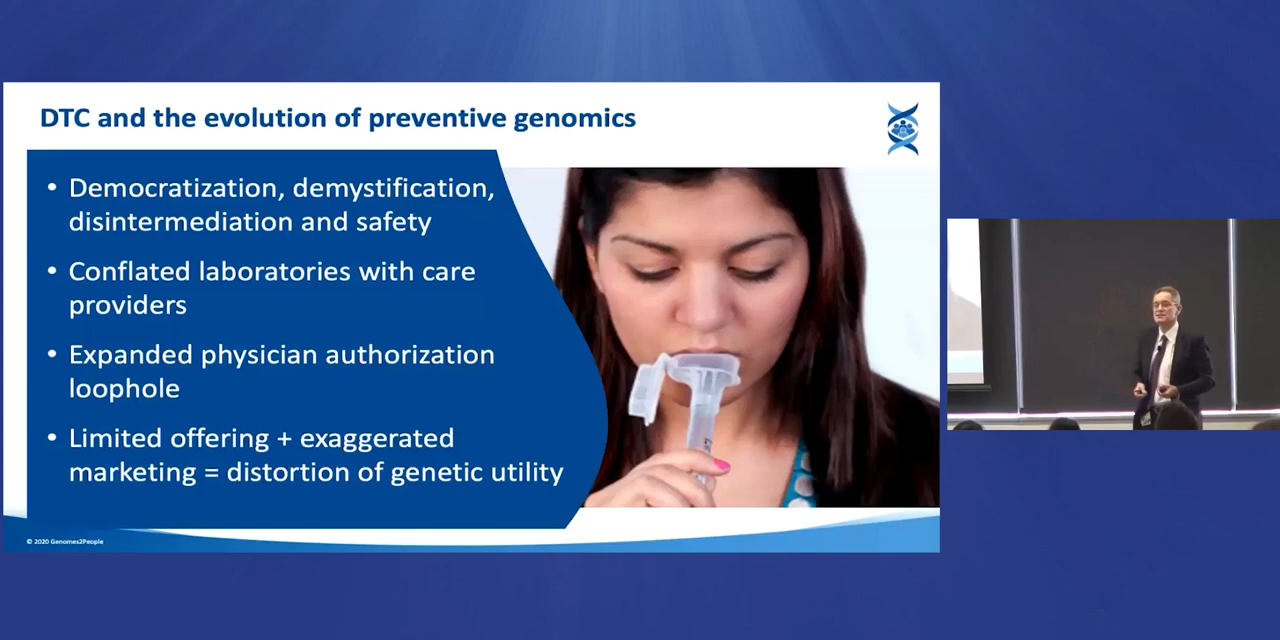 DTC and the evolution of preventive genomics
• Democratization, demystification,
disintermediation and safety
• Conflated laboratories with care
providers
• Expanded physician authorization
loophole
• Limited offering + exaggerated
marketing = distortion of genetic utility
© 2020 Genomes2People